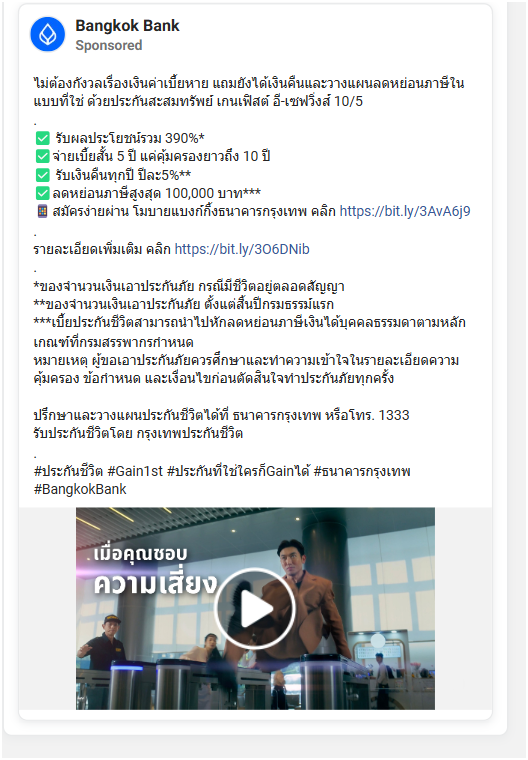 Bangkok Bank
Sponsored
ไม่ต้องกังวลเรื่องเงินค่าเบี้ยหาย แถมยังได้เงินคืนและวางแผนลดหย่อนภาษีใน
แบบที่ใช่ ด้วยประกันสะสมทรัพย์ เกนเฟิสต์ อี-เซฟวิ่งส์ 10/5
.
✅ รับผลประโยชน์รวม 390%*
✅ จ่ายเบี้ยสั้น 5 ปี แต่คุ้มครองยาวถึง 10 ปี
✅ รับเงินคืนทุกปี ปีละ5%**
✅ ลดหย่อนภาษีสูงสุด 100,000 บาท***
📱 สมัครง่ายผ่าน โมบายแบงก์กิ้งธนาคารกรุงเทพ คลิก https://bit.ly/3AvA6j9
.
รายละเอียดเพิ่มเติม คลิก https://bit.ly/3O6DNib
.
*ของจำนวนเงินเอาประกันภัย กรณีมีชีวิตอยู่ตลอดสัญญา
**ของจำนวนเงินเอาประกันภัย ตั้งแต่สิ้นปีกรมธรรม์แรก
***เบี้ยประกันชีวิตสามารถนำไปหักลดหย่อนภาษีเงินได้บุคคลธรรมดาตามหลัก
เกณฑ์ที่กรมสรรพากรกำหนด
หมายเหตุ ผู้ขอเอาประกันภัยควรศึกษาและทำความเข้าใจในรายละเอียดความ
คุ้มครอง ข้อกำหนด และเงื่อนไขก่อนตัดสินใจทำประกันภัยทุกครั้ง
ปรึกษาและวางแผนประกันชีวิตได้ที่ ธนาคารกรุงเทพ หรือโทร. 1333
รับประกันชีวิตโดย กรุงเทพประกันชีวิต
.
#ประกันชีวิต #Gain1st #ประกันที่ใช่ใครก็Gainได้ #ธนาคารกรุงเทพ
#BangkokBank
เมื่อคุณชอบ
ความเสี่ยง